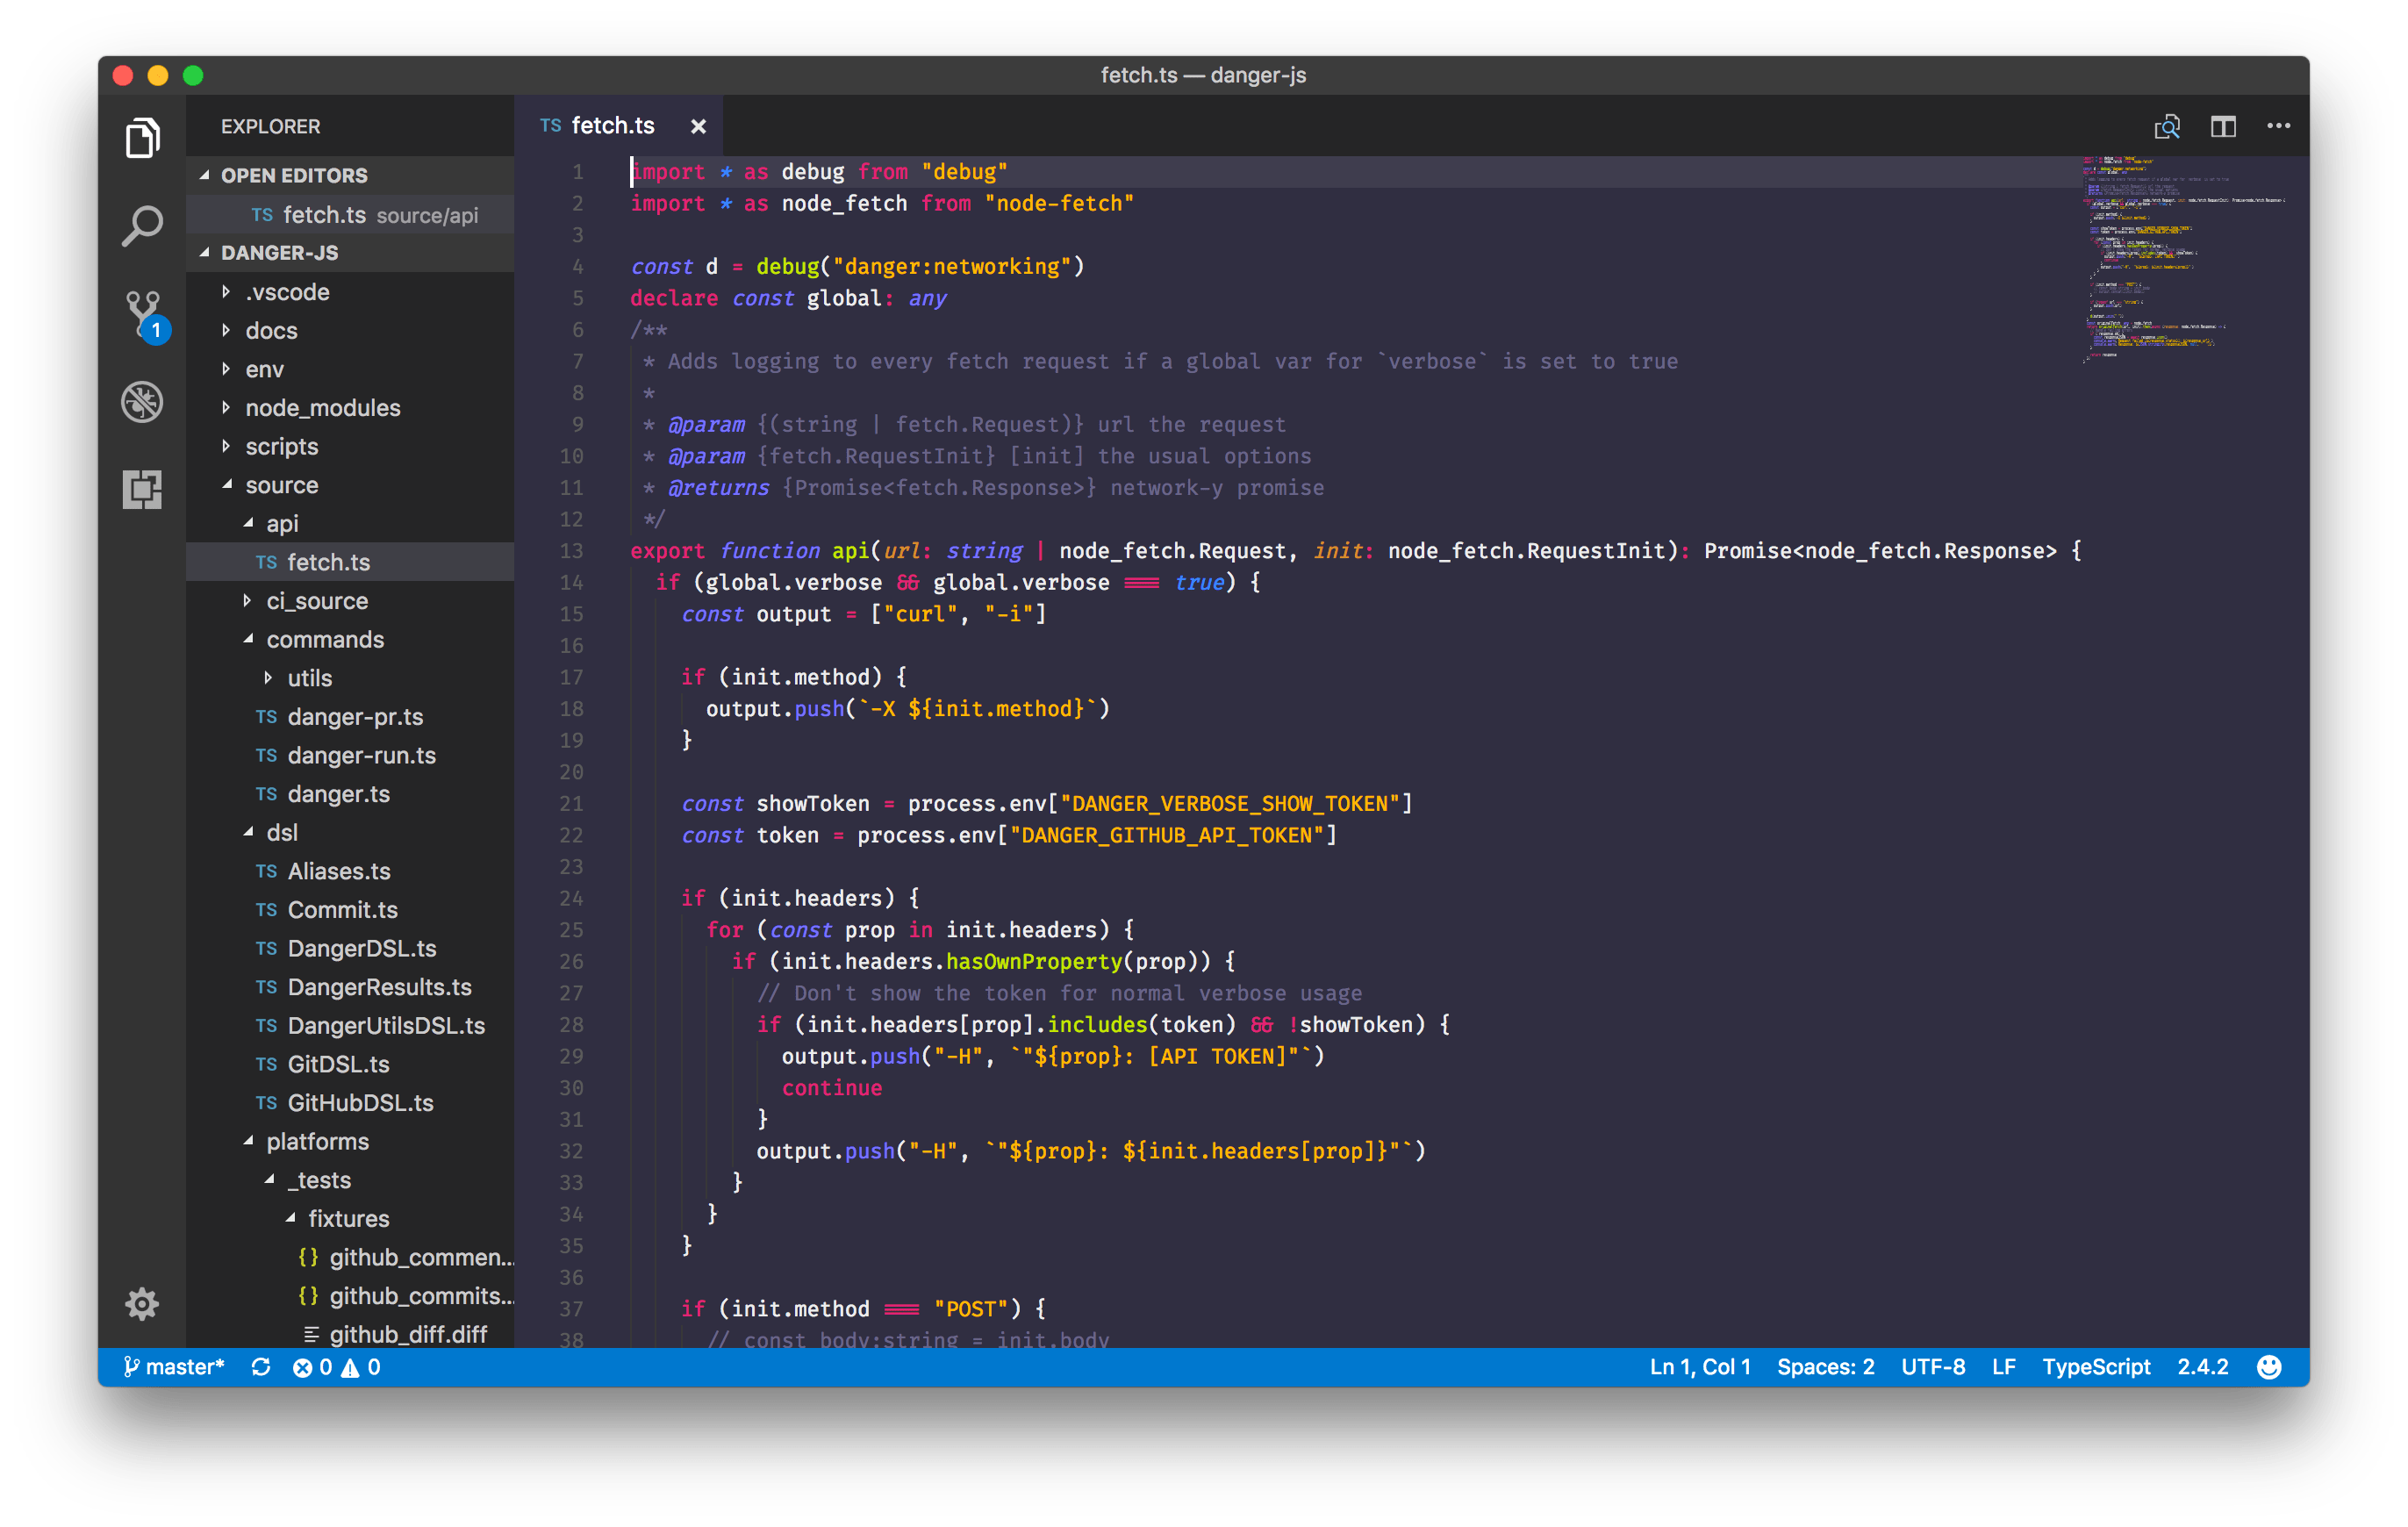 fetch.ts — danger-js
EXPLORER
OPEN EDITORS
TS fetch.ts source/api
DANGER-JS
.vscode
docs
env
node_modules
scripts
source
api
TS fetch.ts
ci_source
commands
utils
TS danger-pr.ts
TS danger-run.ts
TS danger.ts
dsl
TS Aliases.ts
TS Commit.ts
TS DangerDSL.ts
TS DangerResults.ts
TS DangerUtilsDSL.ts
TS GitDSL.ts
TS GitHubDSL.ts
platforms
_tests
fixtures
{} github_commen...
{} github_commits...
github_diff.diff
1
TS fetch.ts ×
1 import * as debug from "debug"
2 import * as node_fetch from "node-fetch"
3
4 const d = debug("danger:networking")
5 declare const global: any
6 /**
7 * Adds logging to every fetch request if a global var for `verbose` is set to true
8 *
9 * @param {(string | fetch.Request)} url the request
10 * @param {fetch.RequestInit} [init] the usual options
11 * @returns {Promise<fetch.Response>} network-y promise
12 */
13 export function api(url: string | node_fetch.Request, init: node_fetch.RequestInit): Promise<node_fetch.Response> {
14 if (global.verbose && global.verbose === true) {
15 const output = ["curl", "-i"]
16
17 if (init.method) {
18 output.push(`-X ${init.method}`)
19 }
20
21 const showToken = process.env["DANGER_VERBOSE_SHOW_TOKEN"]
22 const token = process.env["DANGER_GITHUB_API_TOKEN"]
23
24 if (init.headers) {
25 for (const prop in init.headers) {
26 if (init.headers.hasOwnProperty(prop)) {
27 // Don't show the token for normal verbose usage
28 if (init.headers[prop].includes(token) && !showToken) {
29 output.push("-H", `"${prop}: [API TOKEN]"`)
30 continue
31 }
32 output.push("-H", `"${prop}: ${init.headers[prop]}"`)
33 }
34 }
35 }
36
37 if (init.method === "POST") {
38 // const body:string = init.body
master* 0 0
Ln 1, Col 1 Spaces: 2 UTF-8 LF TypeScript 2.4.2